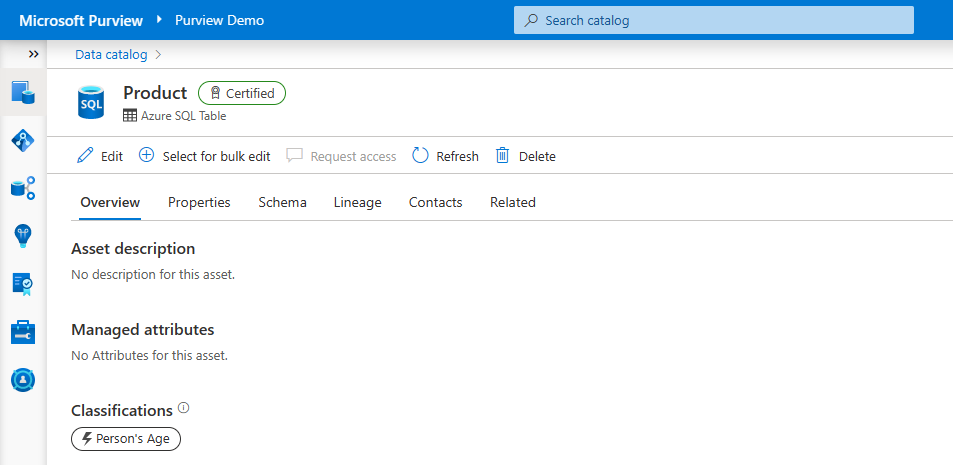 Microsoft Purview Purview Demo Search catalog
Data catalog
SQL Product Certified
Azure SQL Table
Edit Select for bulk edit Request access Refresh Delete
Overview Properties Schema Lineage Contacts Related
Asset description
No description for this asset.
Managed attributes
No Attributes for this asset.
Classifications
Person's Age